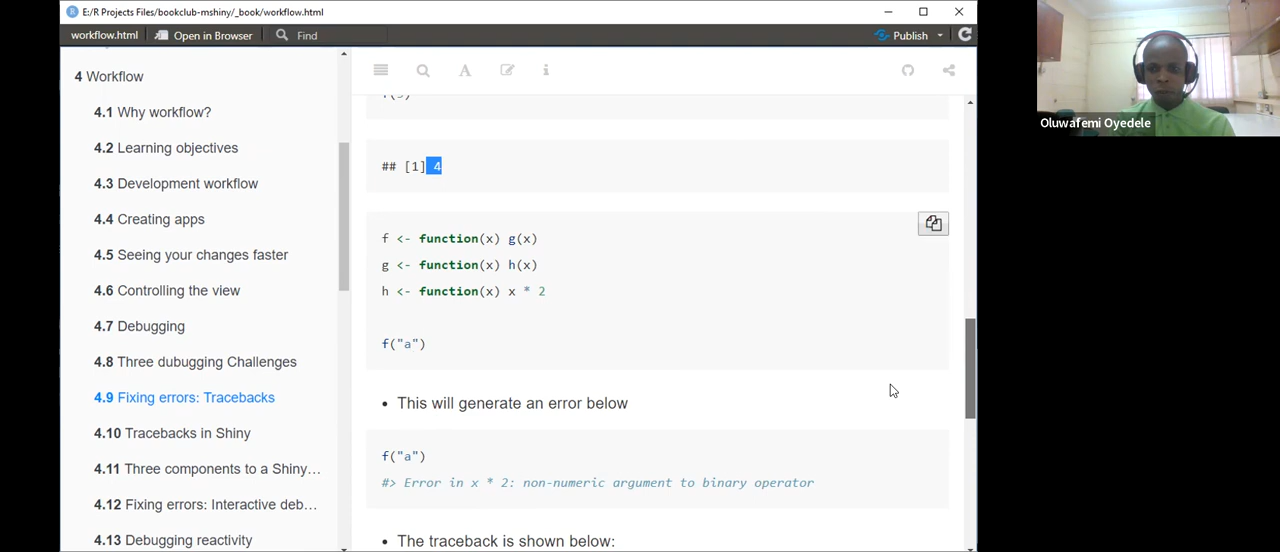 E:/R Projects Files/bookclub-mshiny/_book/workflow.html
workflow.html
Open in Browser
Find
Publish
4 Workflow
4.1 Why workflow?
4.2 Learning objectives
4.3 Development workflow
4.4 Creating apps
4.5 Seeing your changes faster
4.6 Controlling the view
4.7 Debugging
4.8 Three dubugging Challenges
4.9 Fixing errors: Tracebacks
4.10 Tracebacks in Shiny
4.11 Three components to a Shiny…
4.12 Fixing errors: Interactive deb…
4.13 Debugging reactivity
## [1] 4
f <- function(x) g(x)
g <- function(x) h(x)
h <- function(x) x * 2
f("a")
• This will generate an error below
f("a")
#> Error in x * 2: non-numeric argument to binary operator
• The traceback is shown below:
Oluwafemi Oyedele